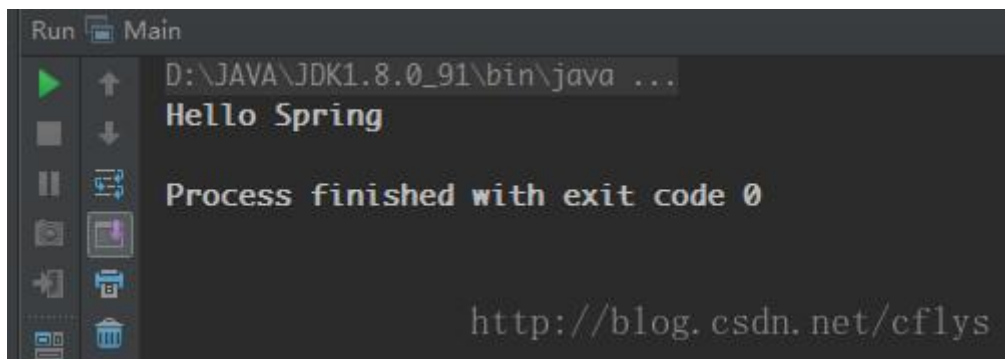 Run Main
D:\JAVA\JDK1.8.0_91\bin\java ...
Hello Spring
Process finished with exit code 0
http://blog.csdn.net/cflys